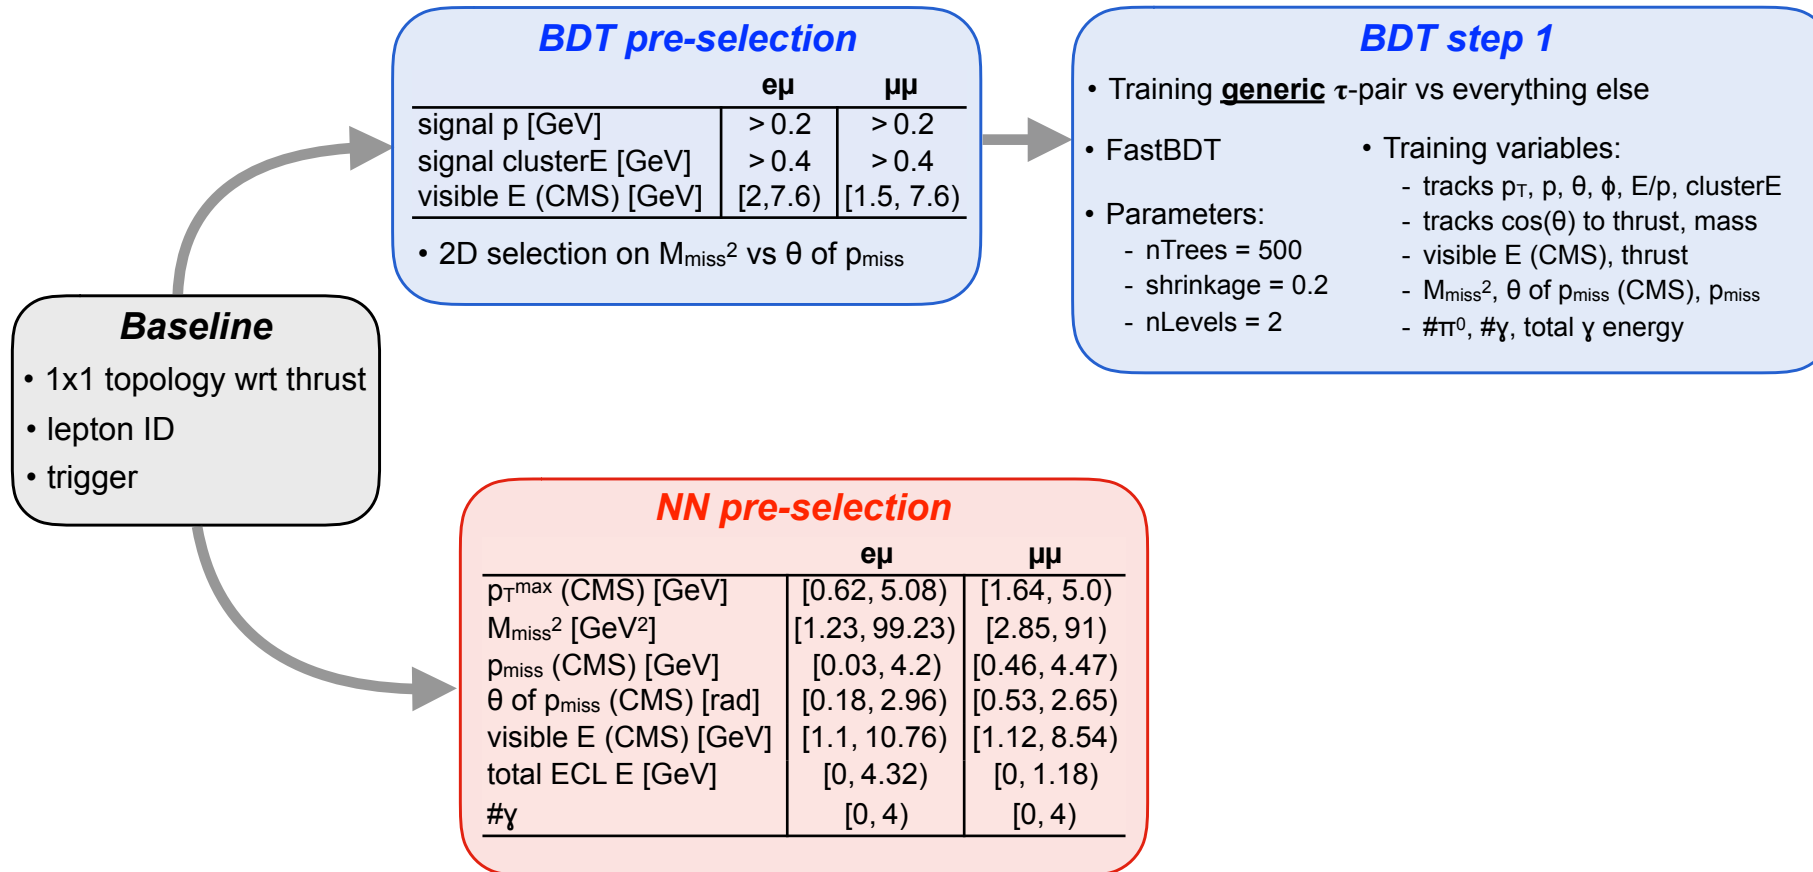 BDT pre-selection
eμ μμ
signal p [GeV] > 0.2 > 0.2
signal clusterE [GeV] > 0.4 > 0.4
visible E (CMS) [GeV] [2,7.6) [1.5, 7.6)
• 2D selection on Mmiss² vs θ of pmiss
BDT step 1
• Training generic τ-pair vs everything else
• FastBDT
• Parameters:
- nTrees = 500
- shrinkage = 0.2
- nLevels = 2
• Training variables:
- tracks pT, p, θ, ϕ, E/p, clusterE
- tracks cos(θ) to thrust, mass
- visible E (CMS), thrust
- Mmiss², θ of pmiss (CMS), pmiss
- #π⁰, #γ, total γ energy
Baseline
• 1x1 topology wrt thrust
• lepton ID
• trigger
NN pre-selection
eμ μμ
pTmax (CMS) [GeV] [0.62, 5.08) [1.64, 5.0)
Mmiss² [GeV²] [1.23, 99.23) [2.85, 91)
pmiss (CMS) [GeV] [0.03, 4.2) [0.46, 4.47)
θ of pmiss (CMS) [rad] [0.18, 2.96) [0.53, 2.65)
visible E (CMS) [GeV] [1.1, 10.76) [1.12, 8.54)
total ECL E [GeV] [0, 4.32) [0, 1.18)
#γ [0, 4) [0, 4)